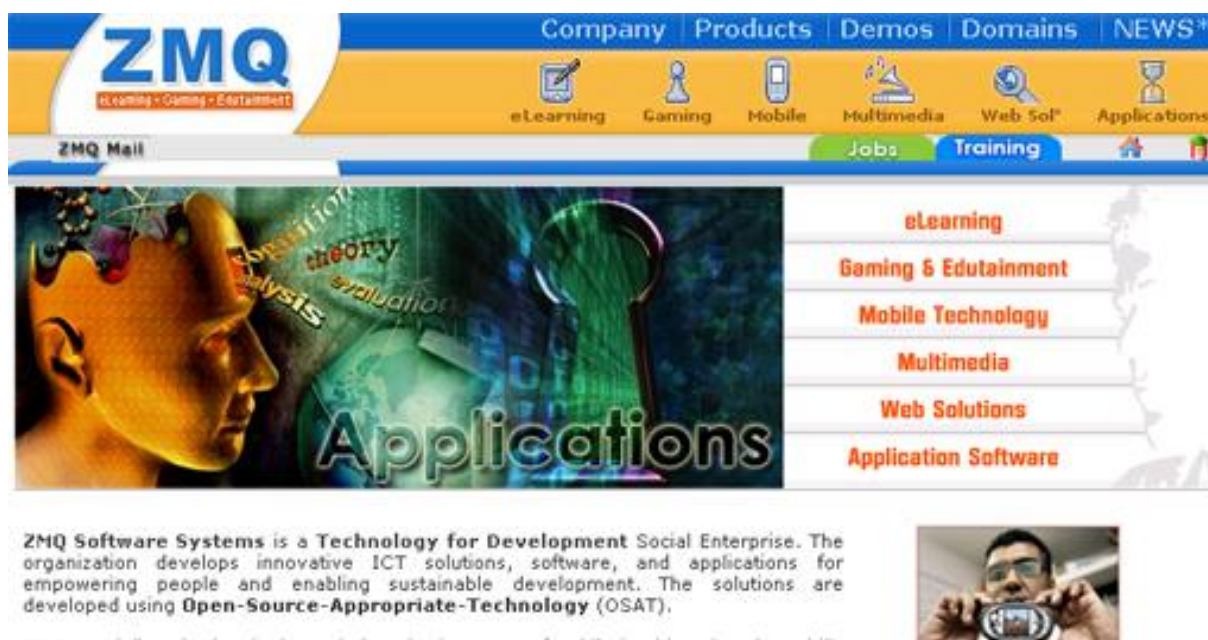 Company Products Demos Domains NEWS*
ZMQ
eLearning • Gaming • Edutainment
eLearning Gaming Mobile Multimedia Web Solⁿ Applications
ZMQ Mail Jobs Training
cognition
theory
analysis
evaluation
Applications
eLearning
Gaming & Edutainment
Mobile Technology
Multimedia
Web Solutions
Application Software
ZMQ Software Systems is a Technology for Development Social Enterprise. The
organization develops innovative ICT solutions, software, and applications for
empowering people and enabling sustainable development. The solutions are
developed using Open-Source-Appropriate-Technology (OSAT).